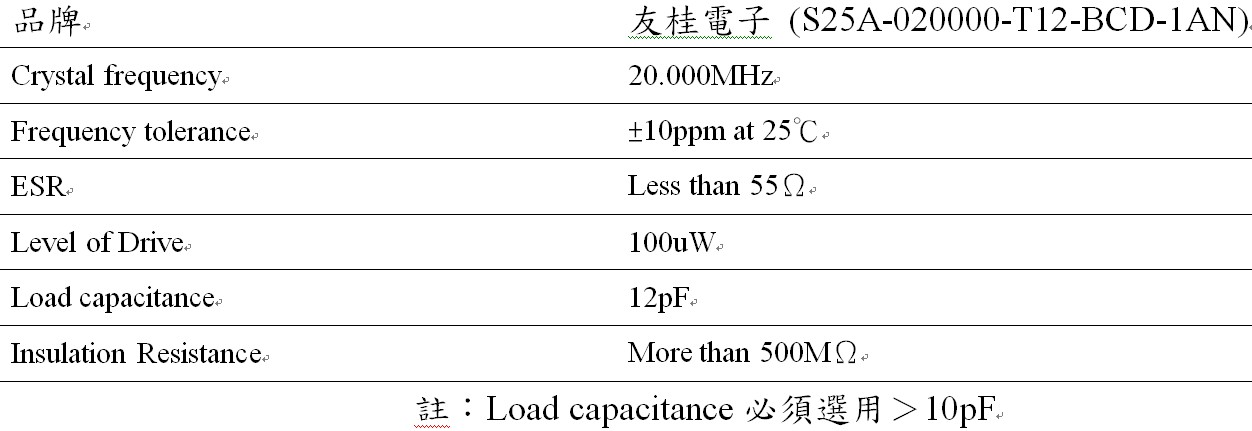 品牌 友桂電子 (S25A-020000-T12-BCD-1AN)
Crystal frequency 20.000MHz
Frequency tolerance ±10ppm at 25℃
ESR Less than 55Ω
Level of Drive 100uW
Load capacitance 12pF
Insulation Resistance More than 500MΩ
註：Load capacitance 必須選用＞10pF